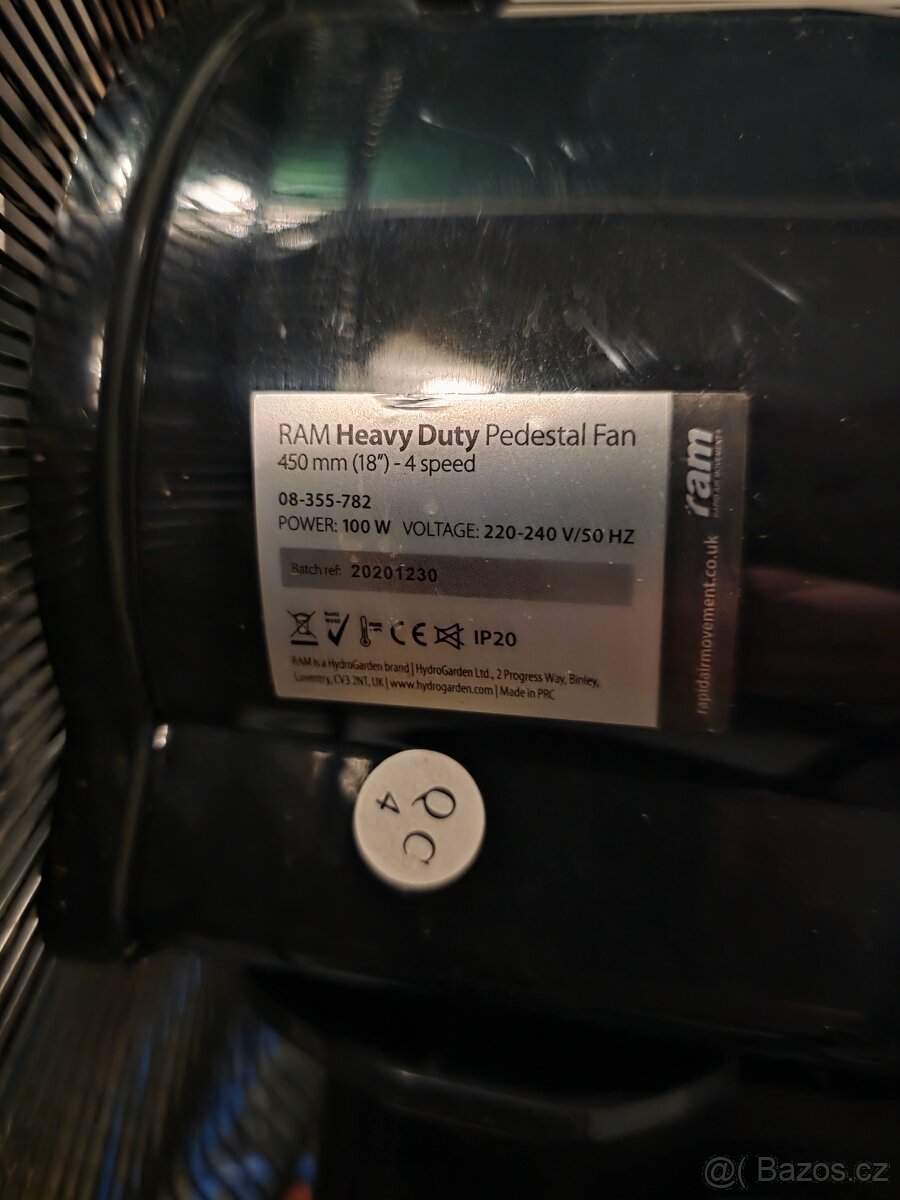 RAM Heavy Duty Pedestal Fan
450 mm (18") - 4 speed
08-355-782
POWER: 100 W VOLTAGE: 220-240 V/50 HZ
Batch ref: 20201230
CE IP20
RAM is a HydroGarden brand | HydroGarden Ltd., 2 Progress Way, Binley,
Coventry, CV3 2NT, UK | www.hydrogarden.com | Made in PRC
ram
rapidairmovement.co.uk
QC
4
@( Bazos.cz